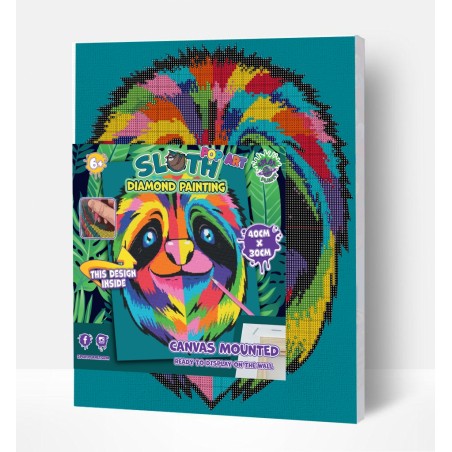 6+
SLOTH
POP ART
DIAMOND PAINTING
40CM
X
30CM
THIS DESIGN
INSIDE
CANVAS MOUNTED
READY TO DISPLAY ON THE WALL